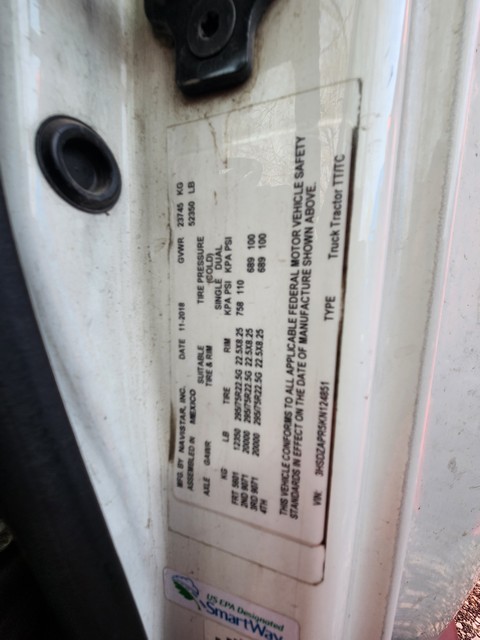 MFG. BY NAVISTAR, INC. DATE 11-2018 GVWR 23745 KG
ASSEMBLED IN MEXICO 52350 LB
SUITABLE TIRE PRESSURE
AXLE GAWR TIRE & RIM (COLD)
SINGLE DUAL
KG LB TIRE RIM KPA PSI KPA PSI
FRT 5601 12350 295/75R22.5G 22.5X8.25 758 110
2ND 9071 20000 295/75R22.5G 22.5X8.25 689 100
3RD 9071 20000 295/75R22.5G 22.5X8.25 689 100
4TH
THIS VEHICLE CONFORMS TO ALL APPLICABLE FEDERAL MOTOR VEHICLE SAFETY
STANDARDS IN EFFECT ON THE DATE OF MANUFACTURE SHOWN ABOVE.
VIN: 3HSDZAPR5KN124851 TYPE Truck Tractor TT/TC
US EPA Designated
SmartWay